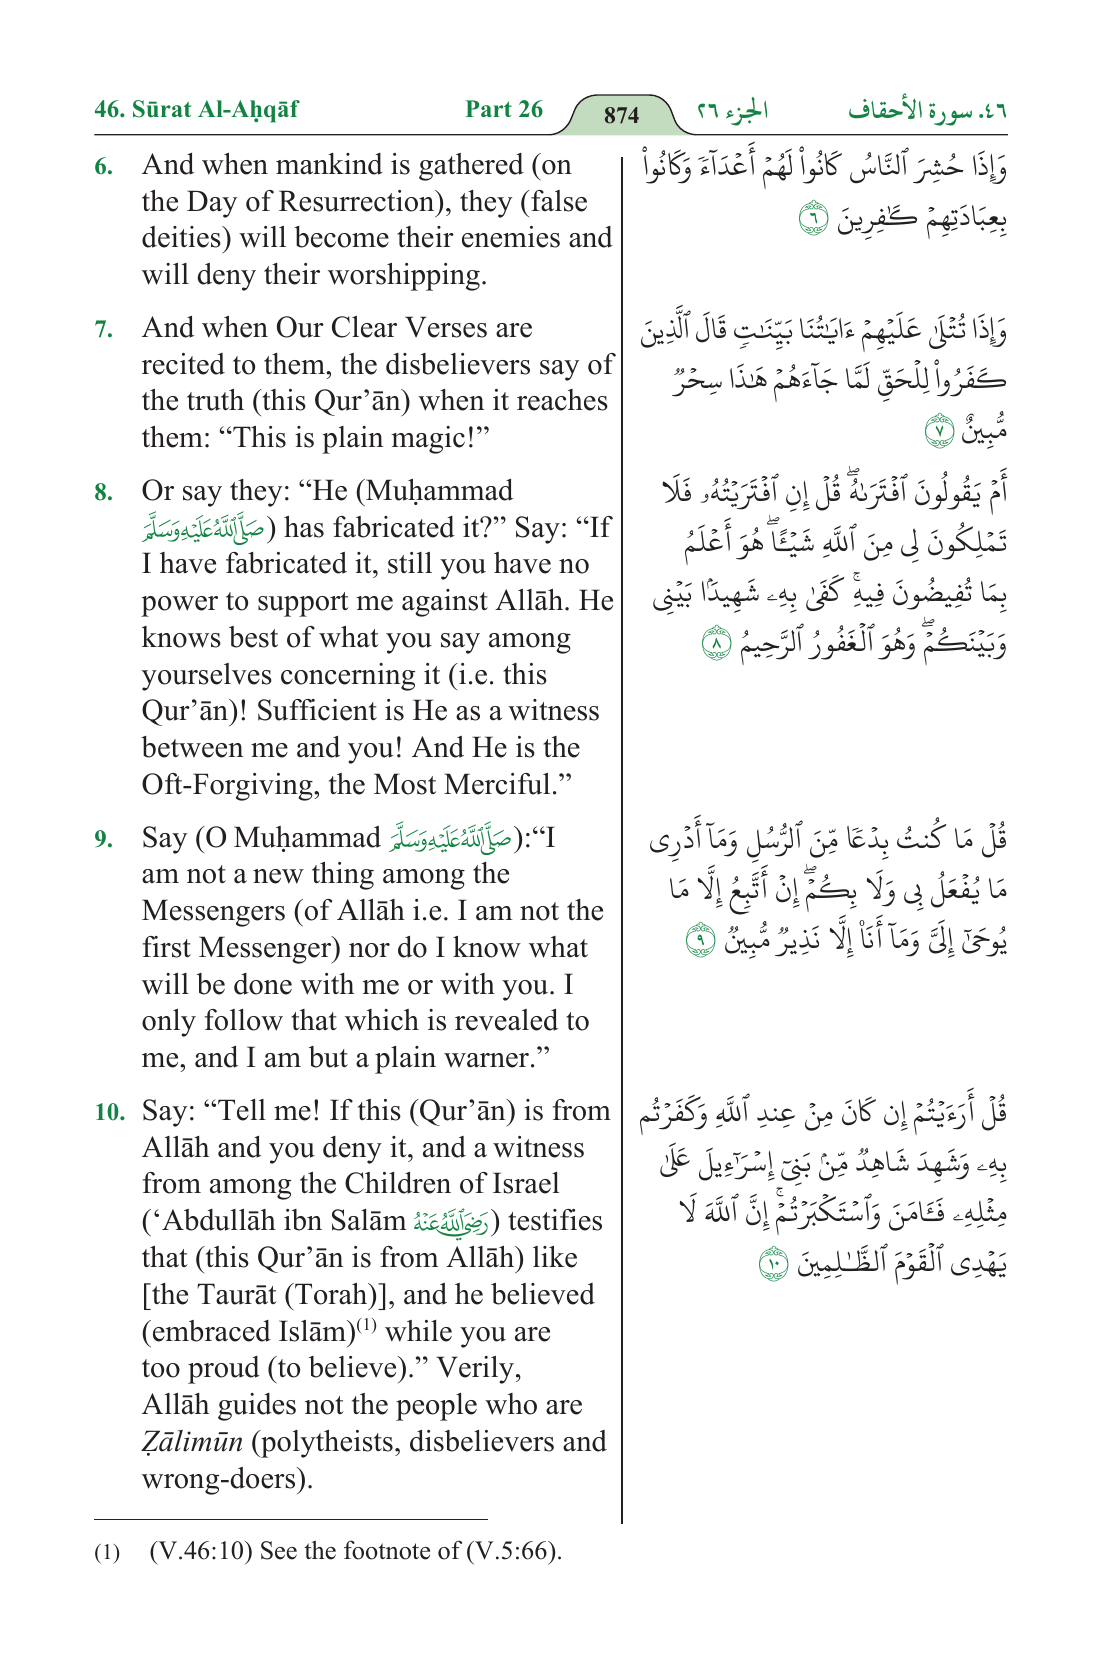 46. Sūrat Al-Aḥqāf Part 26 874 الجزء ٢٦ ٤٦. سورة الأحقاف
6. And when mankind is gathered (on
the Day of Resurrection), they (false
deities) will become their enemies and
will deny their worshipping.
7. And when Our Clear Verses are
recited to them, the disbelievers say of
the truth (this Qur’ān) when it reaches
them: “This is plain magic!”
8. Or say they: “He (Muḥammad
صَلَّى اللَّهُ عَلَيْهِ وَسَلَّمَ) has fabricated it?” Say: “If
I have fabricated it, still you have no
power to support me against Allāh. He
knows best of what you say among
yourselves concerning it (i.e. this
Qur’ān)! Sufficient is He as a witness
between me and you! And He is the
Oft-Forgiving, the Most Merciful.”
9. Say (O Muḥammad صَلَّى اللَّهُ عَلَيْهِ وَسَلَّمَ):“I
am not a new thing among the
Messengers (of Allāh i.e. I am not the
first Messenger) nor do I know what
will be done with me or with you. I
only follow that which is revealed to
me, and I am but a plain warner.”
10. Say: “Tell me! If this (Qur’ān) is from
Allāh and you deny it, and a witness
from among the Children of Israel
(‘Abdullāh ibn Salām رَضِيَ اللَّهُ عَنْهُ) testifies
that (this Qur’ān is from Allāh) like
[the Taurāt (Torah)], and he believed
(embraced Islām)(1) while you are
too proud (to believe).” Verily,
Allāh guides not the people who are
Ẓālimūn (polytheists, disbelievers and
wrong-doers).
وَإِذَا حُشِرَ ٱلنَّاسُ كَانُوا۟ لَهُمْ أَعْدَآءً وَكَانُوا۟
بِعِبَادَتِهِمْ كَـٰفِرِينَ ٦
وَإِذَا تُتْلَىٰ عَلَيْهِمْ ءَايَـٰتُنَا بَيِّنَـٰتٍ قَالَ ٱلَّذِينَ
كَفَرُوا۟ لِلْحَقِّ لَمَّا جَآءَهُمْ هَـٰذَا سِحْرٌ
مُّبِينٌ ٧
أَمْ يَقُولُونَ ٱفْتَرَىٰهُ ۖ قُلْ إِنِ ٱفْتَرَيْتُهُۥ فَلَا
تَمْلِكُونَ لِى مِنَ ٱللَّهِ شَيْـًٔا ۖ هُوَ أَعْلَمُ
بِمَا تُفِيضُونَ فِيهِ ۚ كَفَىٰ بِهِۦ شَهِيدًۢا بَيْنِى
وَبَيْنَكُمْ ۖ وَهُوَ ٱلْغَفُورُ ٱلرَّحِيمُ ٨
قُلْ مَا كُنتُ بِدْعًا مِّنَ ٱلرُّسُلِ وَمَآ أَدْرِى
مَا يُفْعَلُ بِى وَلَا بِكُمْ ۖ إِنْ أَتَّبِعُ إِلَّا مَا
يُوحَىٰٓ إِلَىَّ وَمَآ أَنَا۠ إِلَّا نَذِيرٌ مُّبِينٌ ٩
قُلْ أَرَءَيْتُمْ إِن كَانَ مِنْ عِندِ ٱللَّهِ وَكَفَرْتُم
بِهِۦ وَشَهِدَ شَاهِدٌ مِّنۢ بَنِىٓ إِسْرَٰٓءِيلَ عَلَىٰ
مِثْلِهِۦ فَـَٔامَنَ وَٱسْتَكْبَرْتُمْ ۚ إِنَّ ٱللَّهَ لَا
يَهْدِى ٱلْقَوْمَ ٱلظَّـٰلِمِينَ ١٠
(1) (V.46:10) See the footnote of (V.5:66).